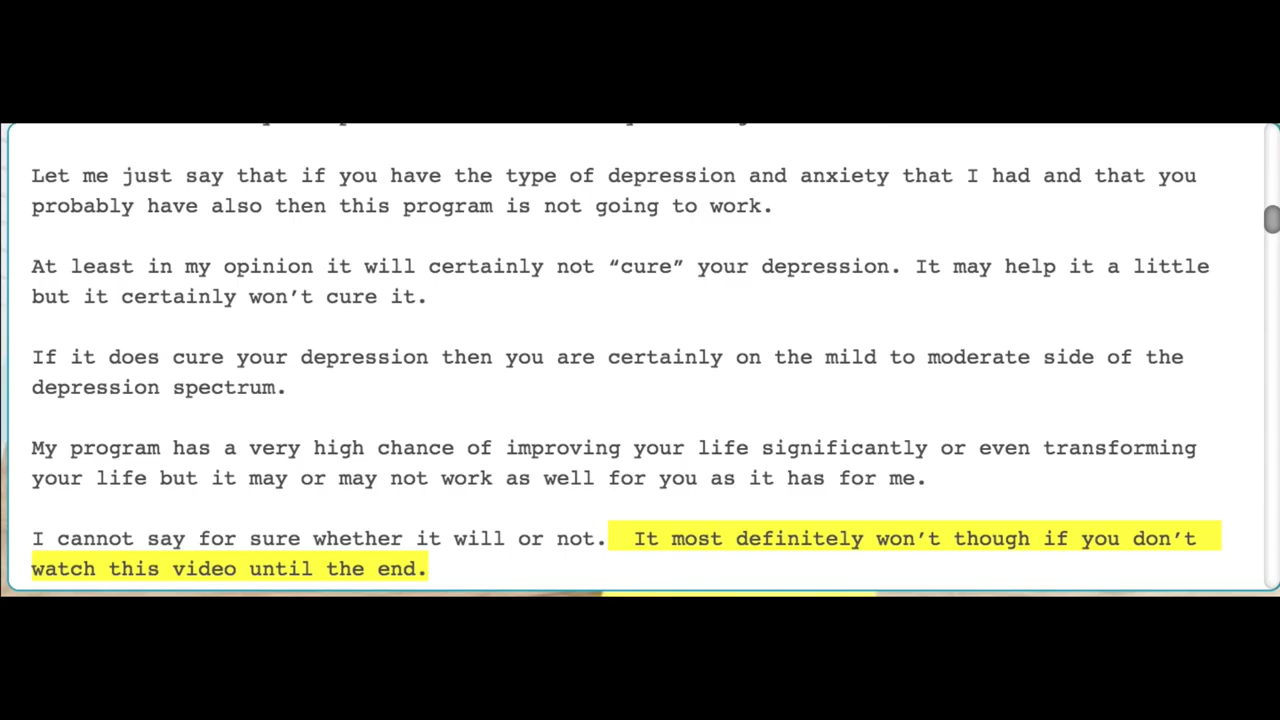 Let me just say that if you have the type of depression and anxiety that I had and that you
probably have also then this program is not going to work.
At least in my opinion it will certainly not “cure” your depression. It may help it a little
but it certainly won’t cure it.
If it does cure your depression then you are certainly on the mild to moderate side of the
depression spectrum.
My program has a very high chance of improving your life significantly or even transforming
your life but it may or may not work as well for you as it has for me.
I cannot say for sure whether it will or not.  It most definitely won’t though if you don’t
watch this video until the end.